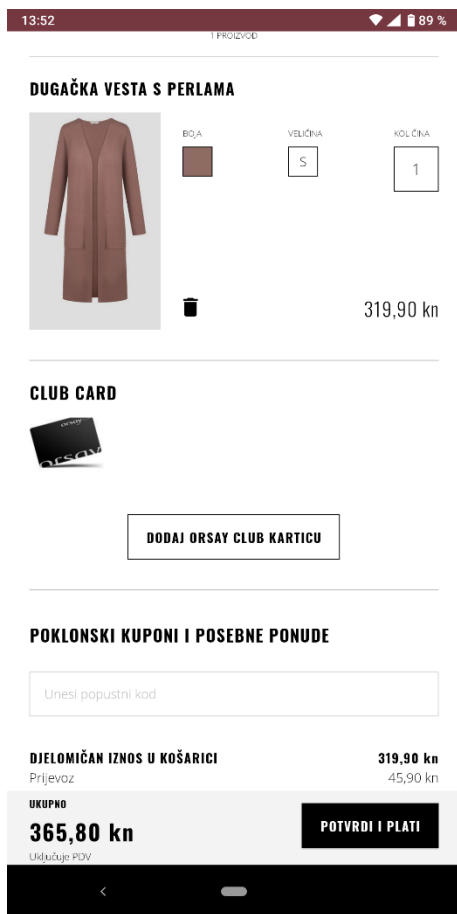 13:52
89 %
1 PROIZVOD
DUGAČKA VESTA S PERLAMA
BOJA
VELIČINA
KOLČINA
S
1
319,90 kn
CLUB CARD
orsay
orsay
DODAJ ORSAY CLUB KARTICU
POKLONSKI KUPONI I POSEBNE PONUDE
Unesi popustni kod
DJELOMIČAN IZNOS U KOŠARICI 319,90 kn
Prijevoz 45,90 kn
UKUPNO
365,80 kn
Uključuje PDV
POTVRDI I PLATI